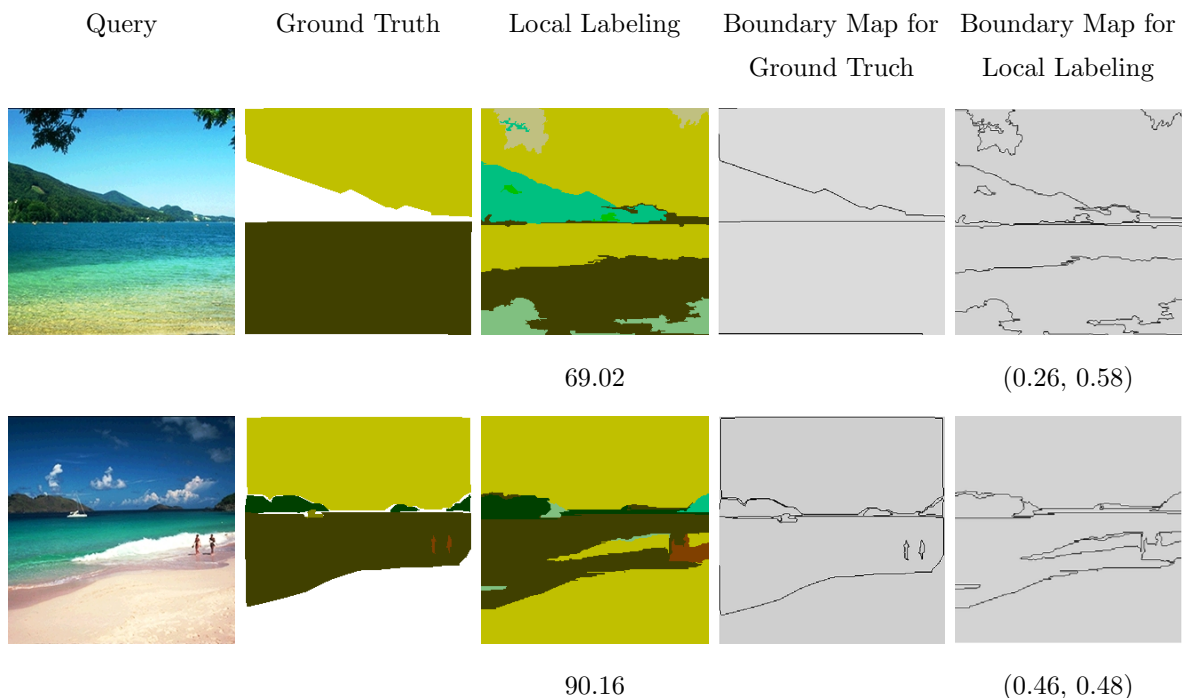 Query
Ground Truth
Local Labeling
Boundary Map for
Ground Truch
Boundary Map for
Local Labeling
69.02
(0.26, 0.58)
90.16
(0.46, 0.48)